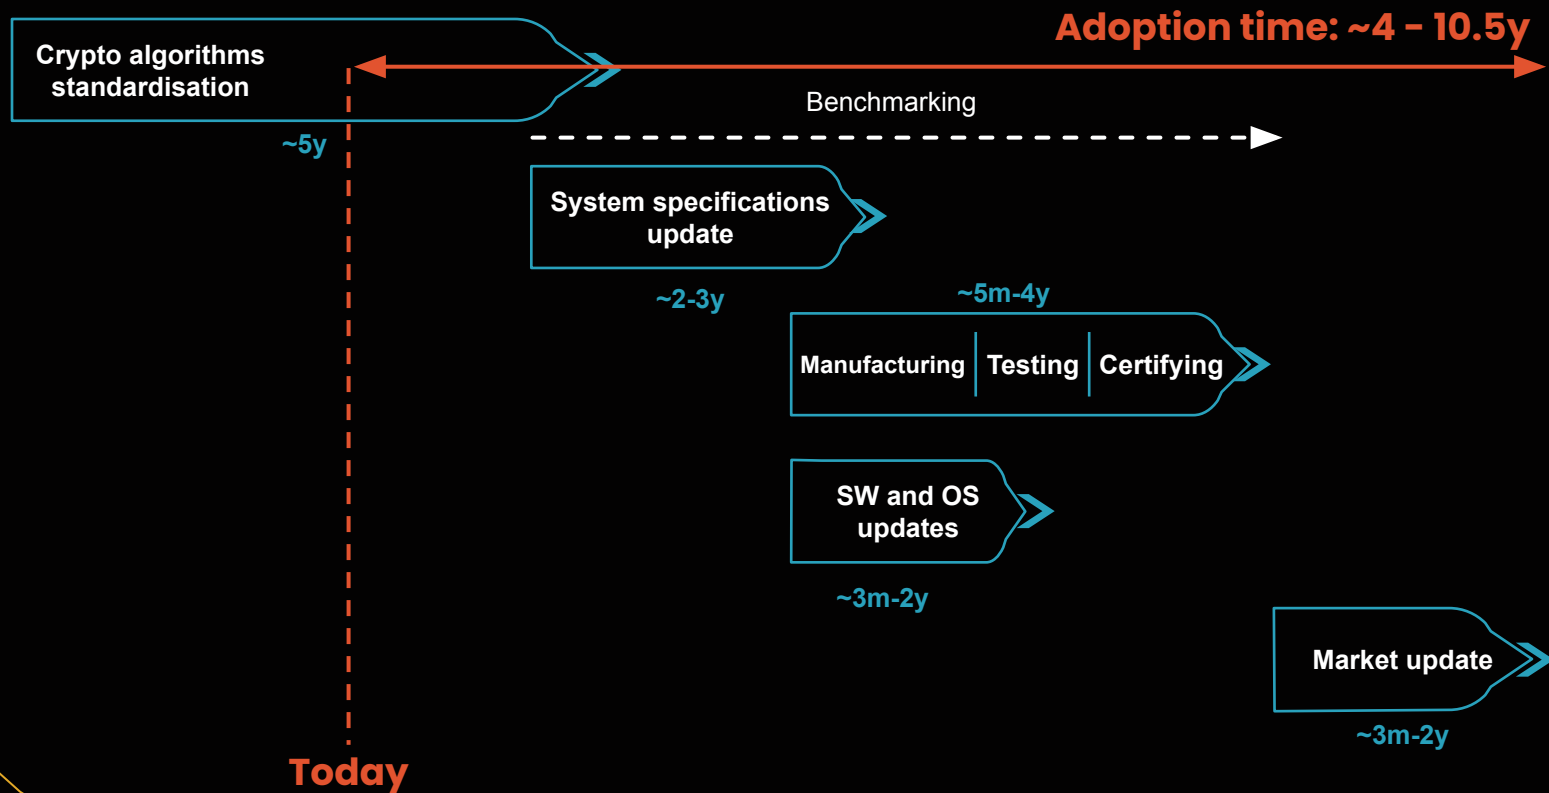 Adoption time: ~4 - 10.5y
Crypto algorithms
standardisation
Benchmarking
~5y
System specifications
update
~2-3y
~5m-4y
Manufacturing
Testing
Certifying
SW and OS
updates
~3m-2y
Market update
~3m-2y
Today